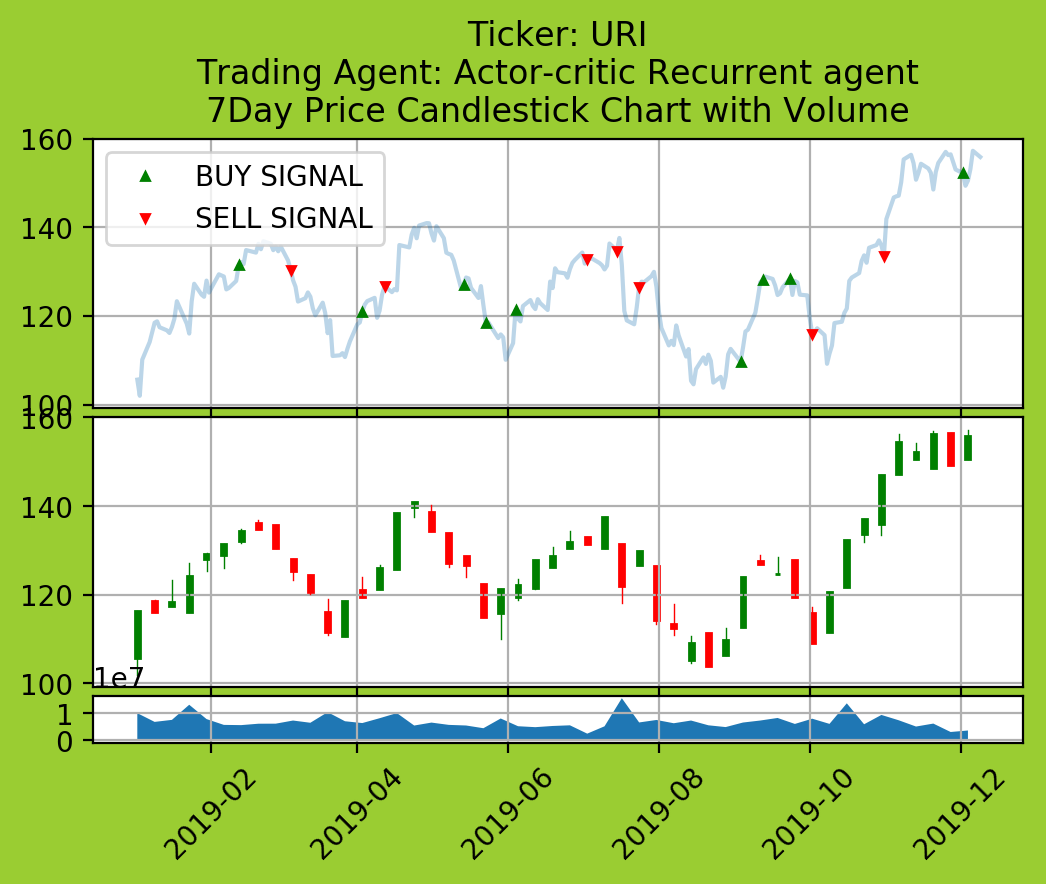 Ticker: URI
Trading Agent: Actor-critic Recurrent agent
7Day Price Candlestick Chart with Volume
160
BUY SIGNAL
SELL SIGNAL
140
120
100
160
140
120
100
1e7
1
0
2019-02
2019-04
2019-06
2019-08
2019-10
2019-12